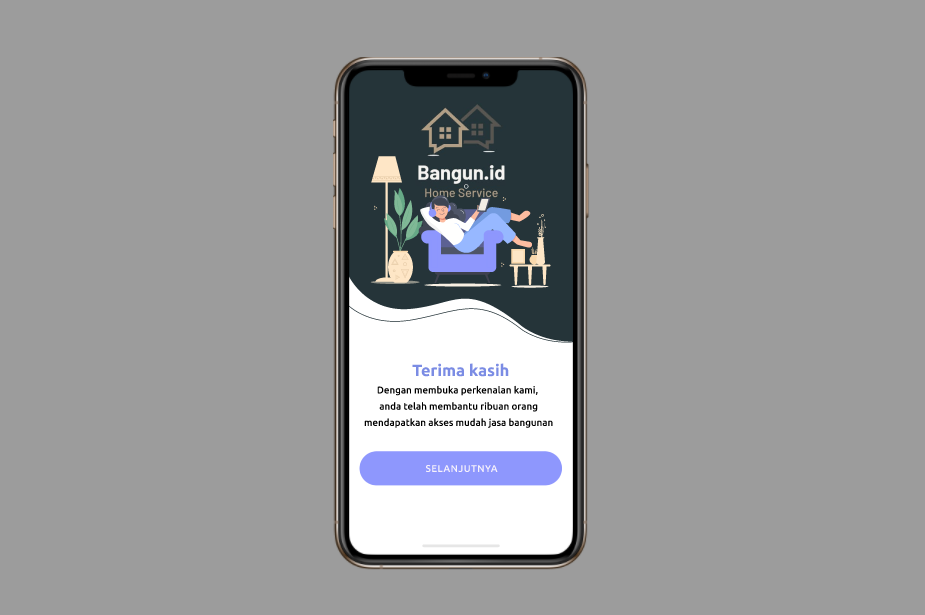 Bangun.id
Home Service
Terima kasih
Dengan membuka perkenalan kami,
anda telah membantu ribuan orang
mendapatkan akses mudah jasa bangunan
SELANJUTNYA